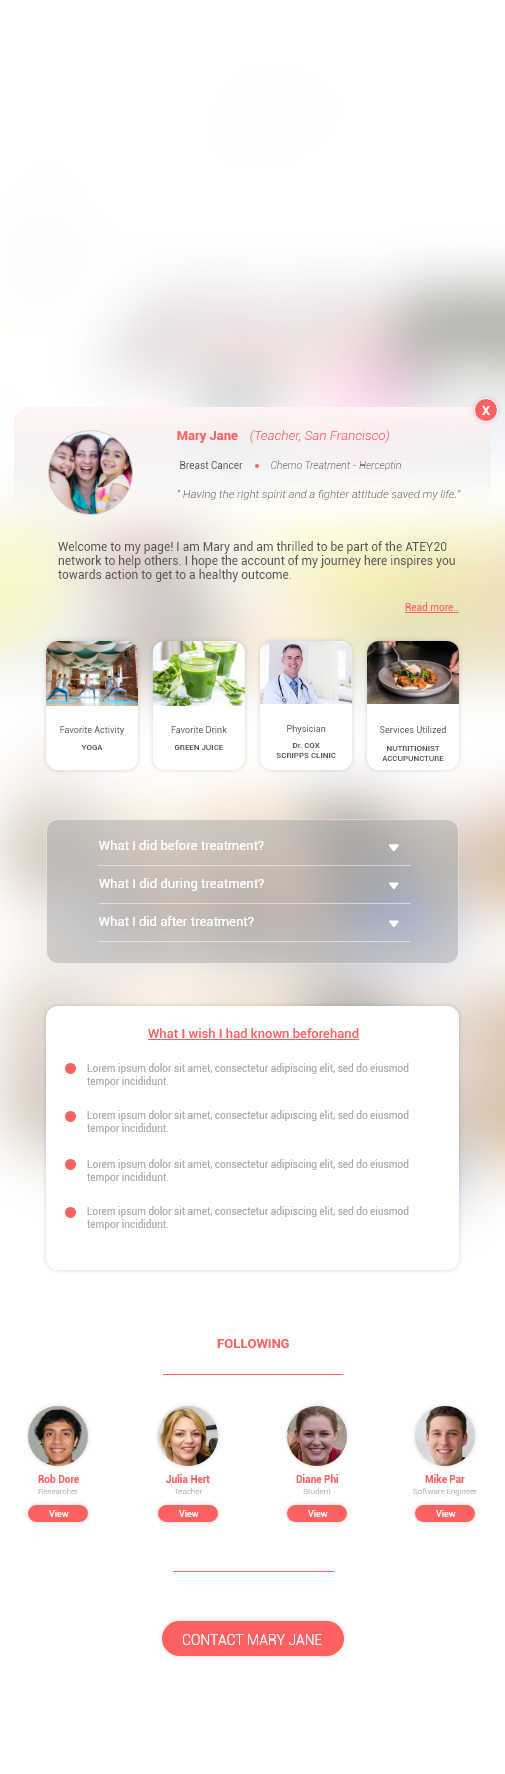 X
Mary Jane (Teacher, San Francisco)
Breast Cancer • Chemo Treatment - Herceptin
" Having the right spirit and a fighter attitude saved my life."
Welcome to my page! I am Mary and am thrilled to be part of the ATEY20
network to help others. I hope the account of my journey here inspires you
towards action to get to a healthy outcome.
Read more..
Favorite Activity
YOGA
Favorite Drink
GREEN JUICE
Physician
Dr. COX
SCRIPPS CLINIC
Services Utilized
NUTRITIONIST
ACCUPUNCTURE
What I did before treatment?
What I did during treatment?
What I did after treatment?
What I wish I had known beforehand
Lorem ipsum dolor sit amet, consectetur adipiscing elit, sed do eiusmod
tempor incididunt.
Lorem ipsum dolor sit amet, consectetur adipiscing elit, sed do eiusmod
tempor incididunt.
Lorem ipsum dolor sit amet, consectetur adipiscing elit, sed do eiusmod
tempor incididunt.
Lorem ipsum dolor sit amet, consectetur adipiscing elit, sed do eiusmod
tempor incididunt.
FOLLOWING
Rob Dore
Researcher
View
Julia Hert
Teacher
View
Diane Phi
Student
View
Mike Par
Software Engineer
View
CONTACT MARY JANE